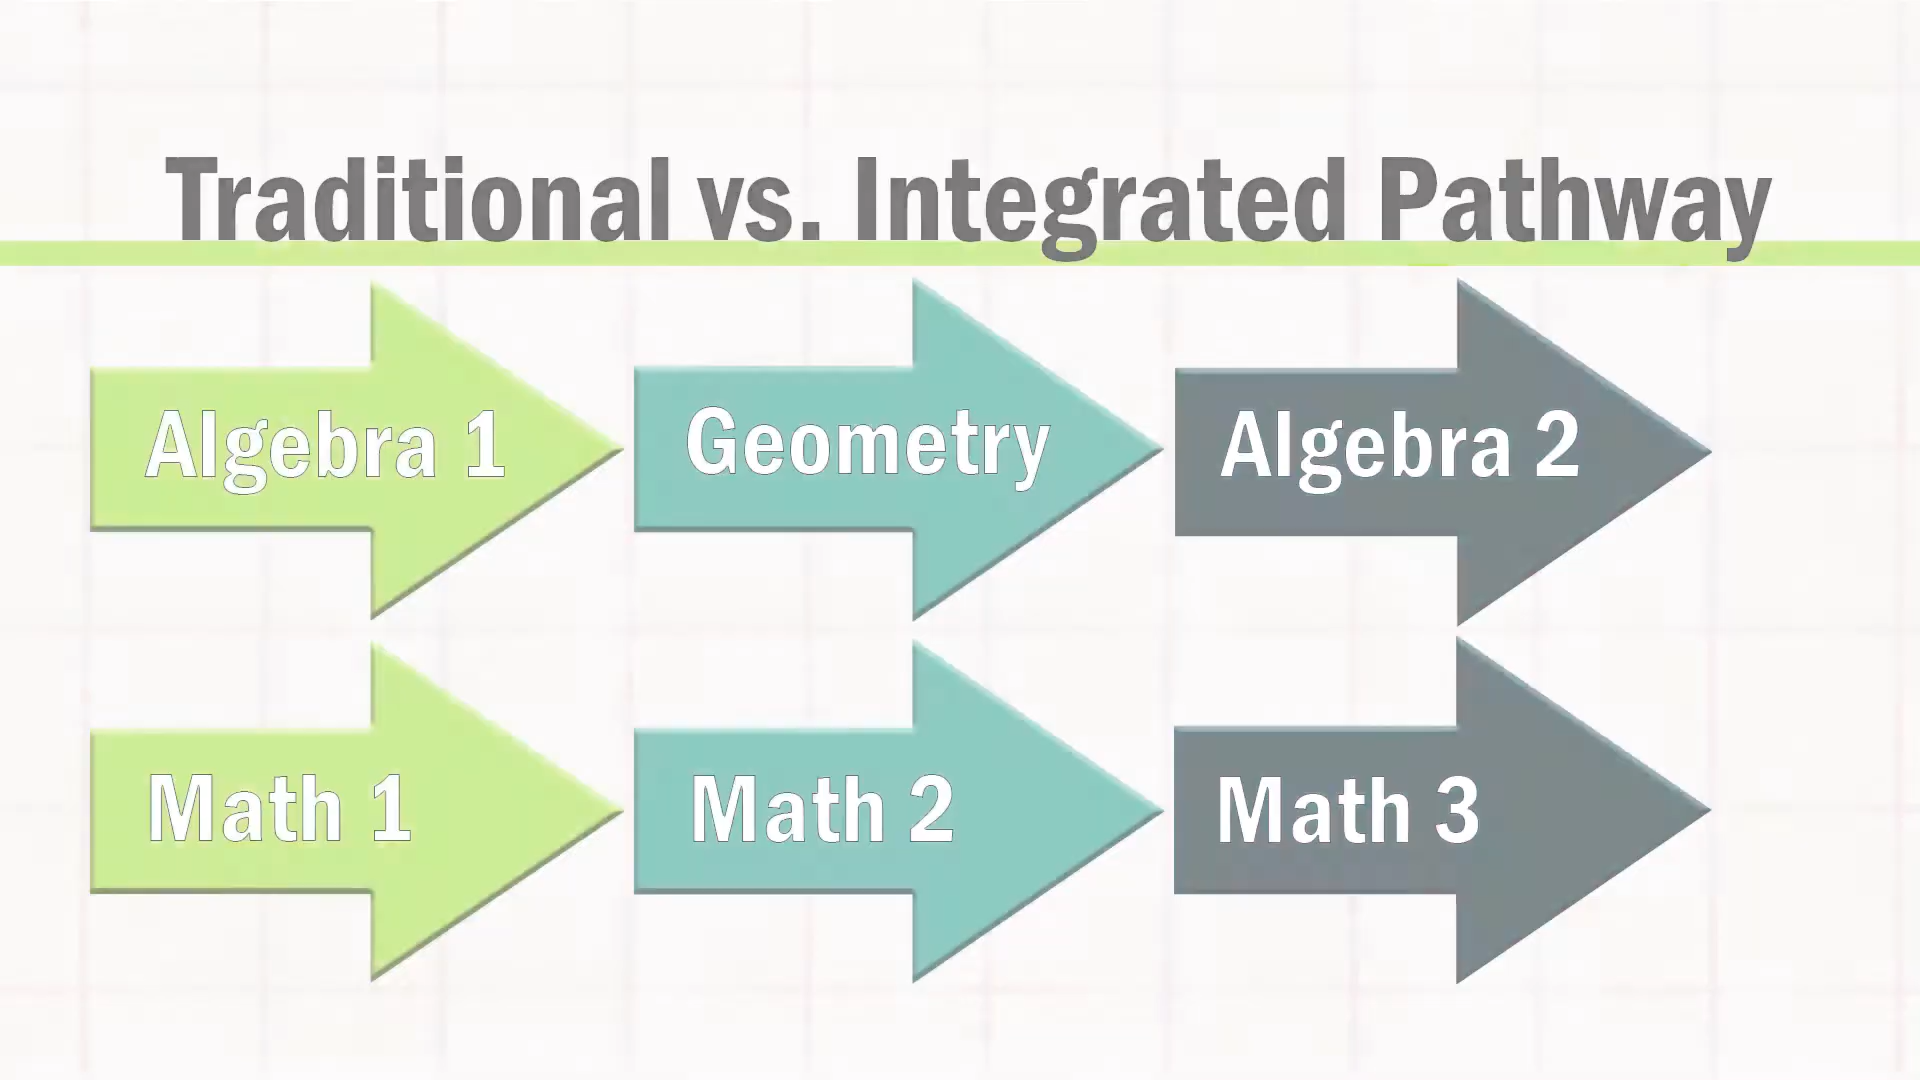 Traditional vs. Integrated Pathway
Algebra 1
Geometry
Algebra 2
Math 1
Math 2
Math 3